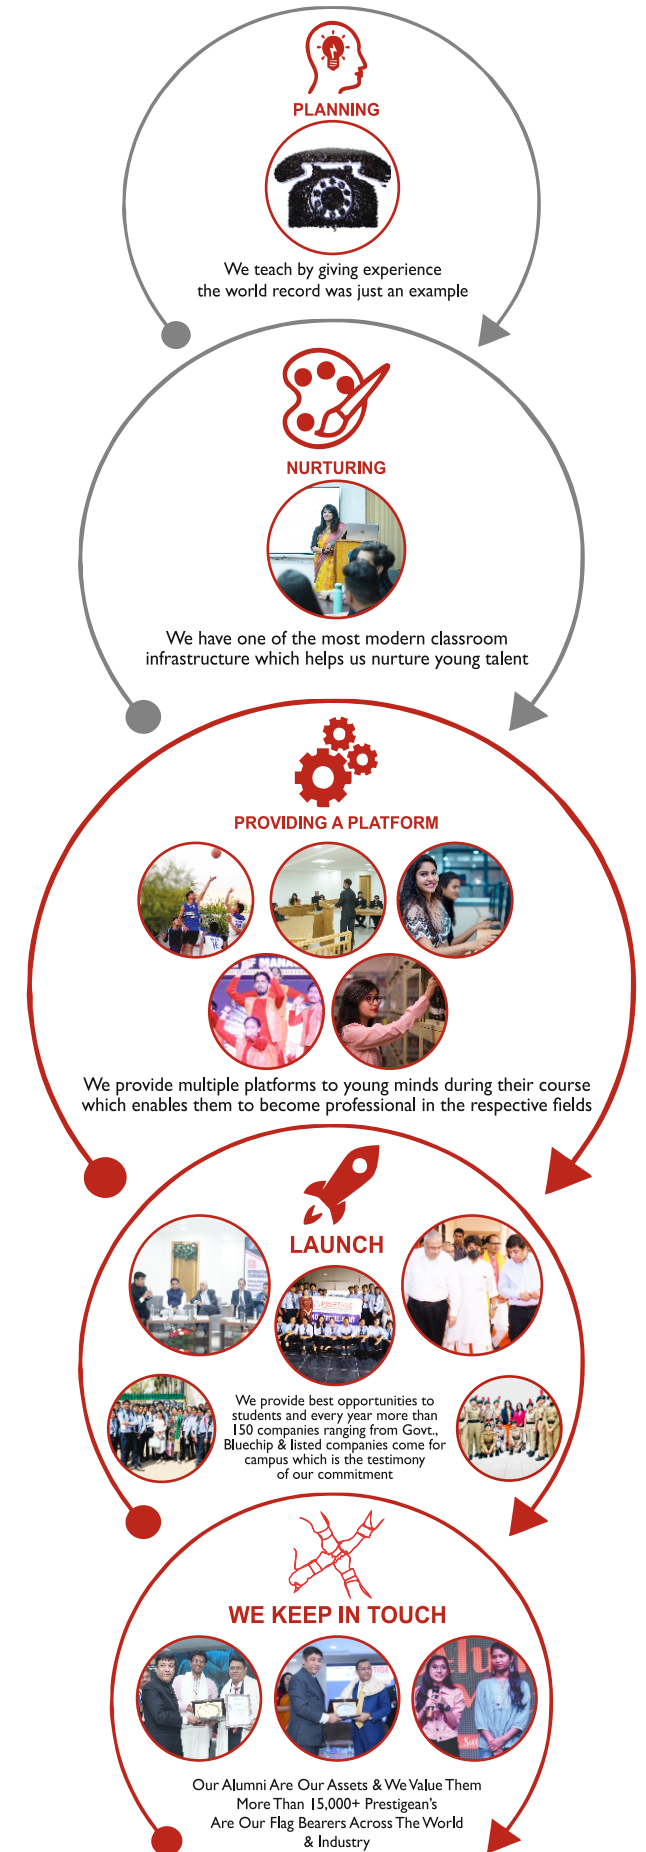 PLANNING
We teach by giving experience
the world record was just an example
NURTURING
We have one of the most modern classroom
infrastructure which helps us nurture young talent
PROVIDING A PLATFORM
OF MANAG
We provide multiple platforms to young minds during their course
which enables them to become professional in the respective fields
LAUNCH
PRESTIGE
We provide best opportunities to
students and every year more than
150 companies ranging from Govt.,
Bluechip & listed companies come for
campus which is the testimony
of our commitment
WE KEEP IN TOUCH
TIGE
Our Alumni Are Our Assets & We Value Them
More Than 15,000+ Prestigean's
Are Our Flag Bearers Across The World
& Industry